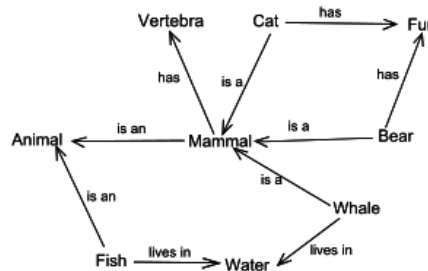 Vertebra
Cat
has
Fur
has
is a
has
Animal
is an
Mammal
is a
Bear
is an
is a
Whale
Fish
lives in
Water
lives in